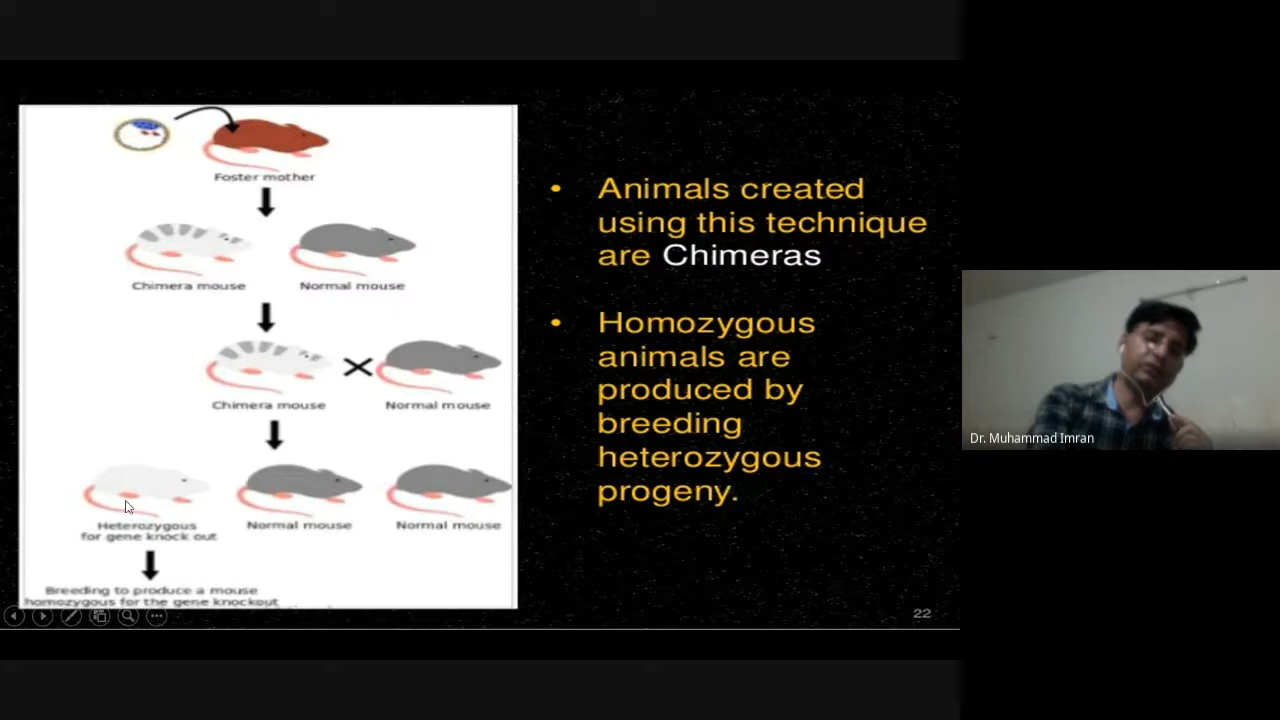 Foster mother
Chimera mouse
Normal mouse
Chimera mouse
Normal mouse
Heterozygous
for gene knock out
Normal mouse
Normal mouse
Breeding to produce a mouse
homozygous for the gene knockout
• Animals created
using this technique
are Chimeras
• Homozygous
animals are
produced by
breeding
heterozygous
progeny.
22
Dr. Muhammad Imran